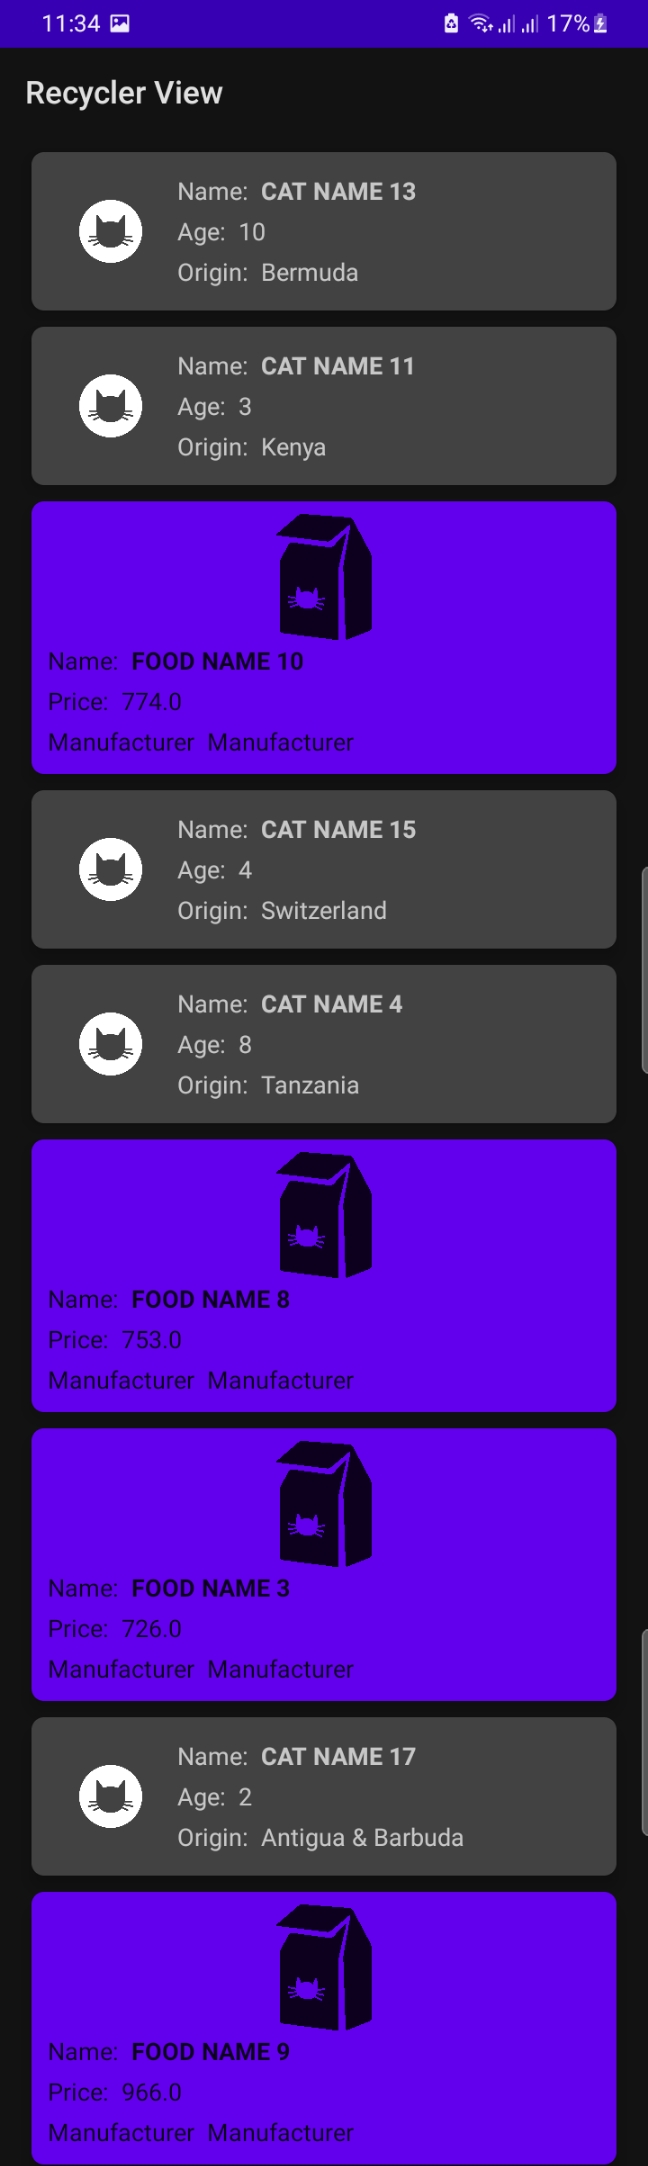 11:34 17%
Recycler View
Name: CAT NAME 13
Age: 10
Origin: Bermuda
Name: CAT NAME 11
Age: 3
Origin: Kenya
Name: FOOD NAME 10
Price: 774.0
Manufacturer Manufacturer
Name: CAT NAME 15
Age: 4
Origin: Switzerland
Name: CAT NAME 4
Age: 8
Origin: Tanzania
Name: FOOD NAME 8
Price: 753.0
Manufacturer Manufacturer
Name: FOOD NAME 3
Price: 726.0
Manufacturer Manufacturer
Name: CAT NAME 17
Age: 2
Origin: Antigua & Barbuda
Name: FOOD NAME 9
Price: 966.0
Manufacturer Manufacturer